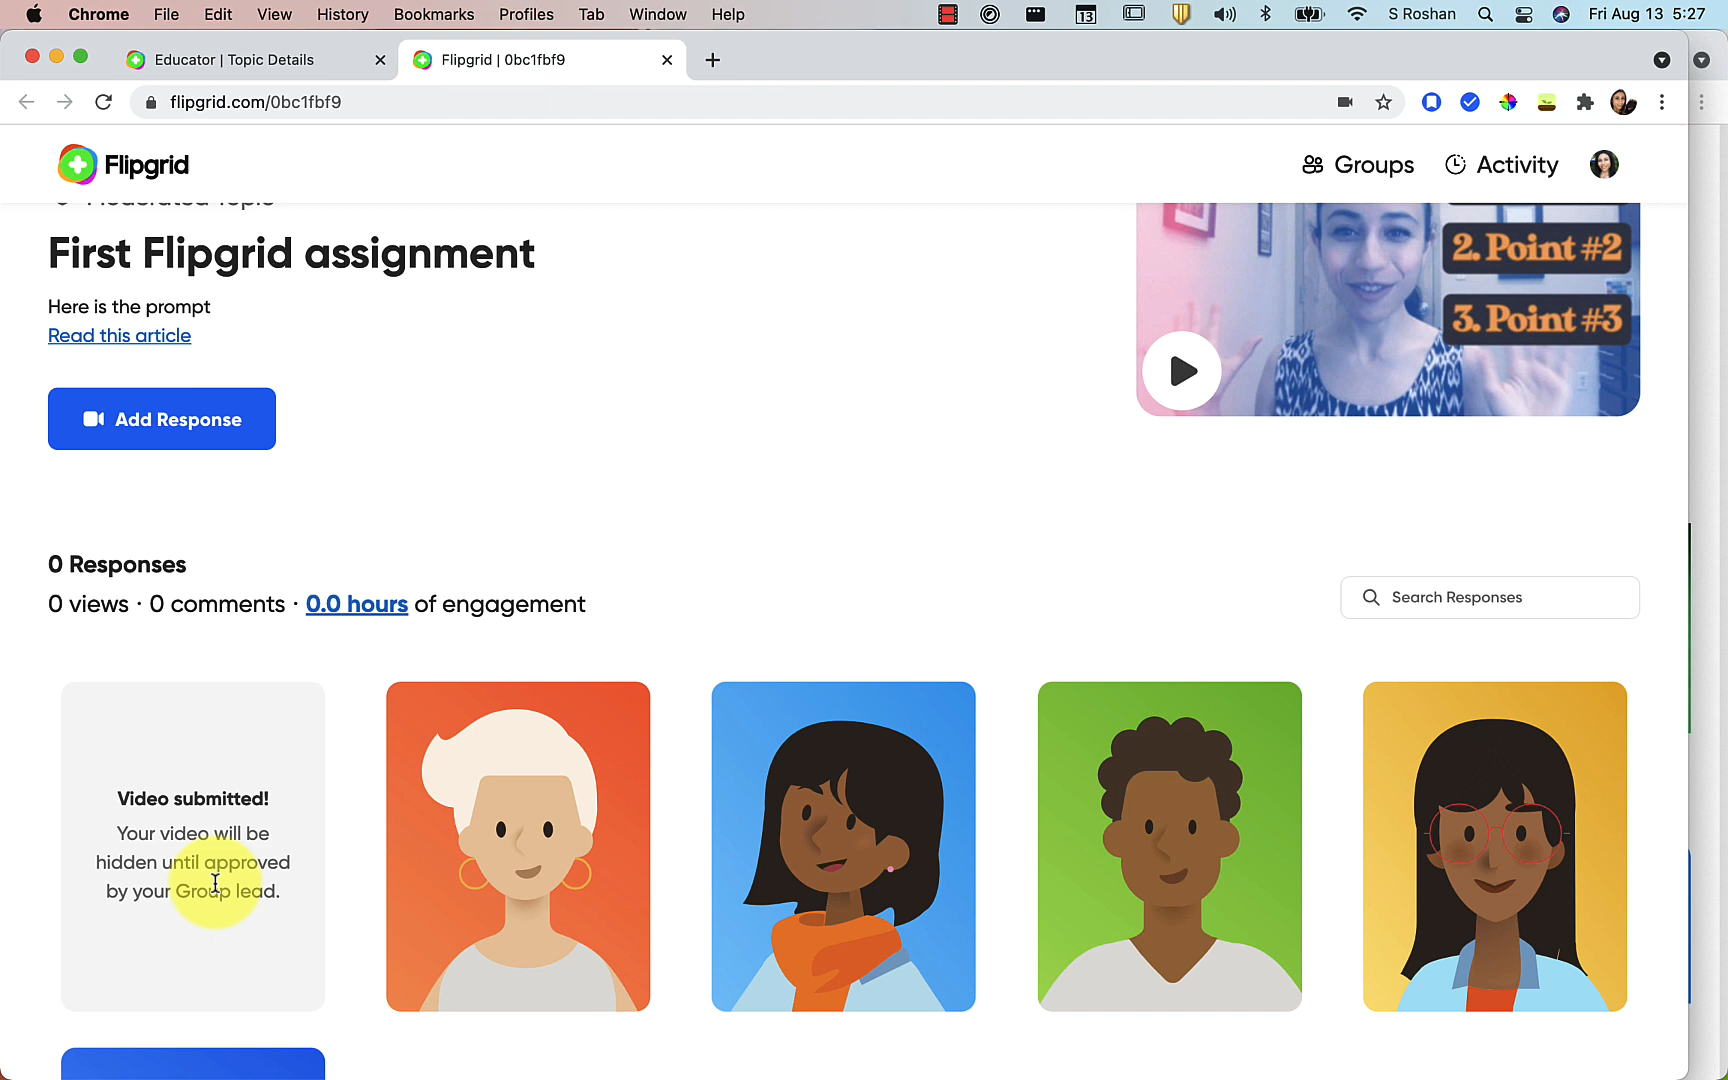 Chrome File Edit View History Bookmarks Profiles Tab Window Help 13 S Roshan Fri Aug 13 5:27
Educator | Topic Details
Flipgrid | 0bc1fbf9
flipgrid.com/0bc1fbf9
Flipgrid
Groups
Activity
Moderated Topic
First Flipgrid assignment
Here is the prompt
Read this article
Add Response
2. Point #2
3. Point #3
0 Responses
0 views · 0 comments · 0.0 hours of engagement
Search Responses
Video submitted!
Your video will be
hidden until approved
by your Group lead.